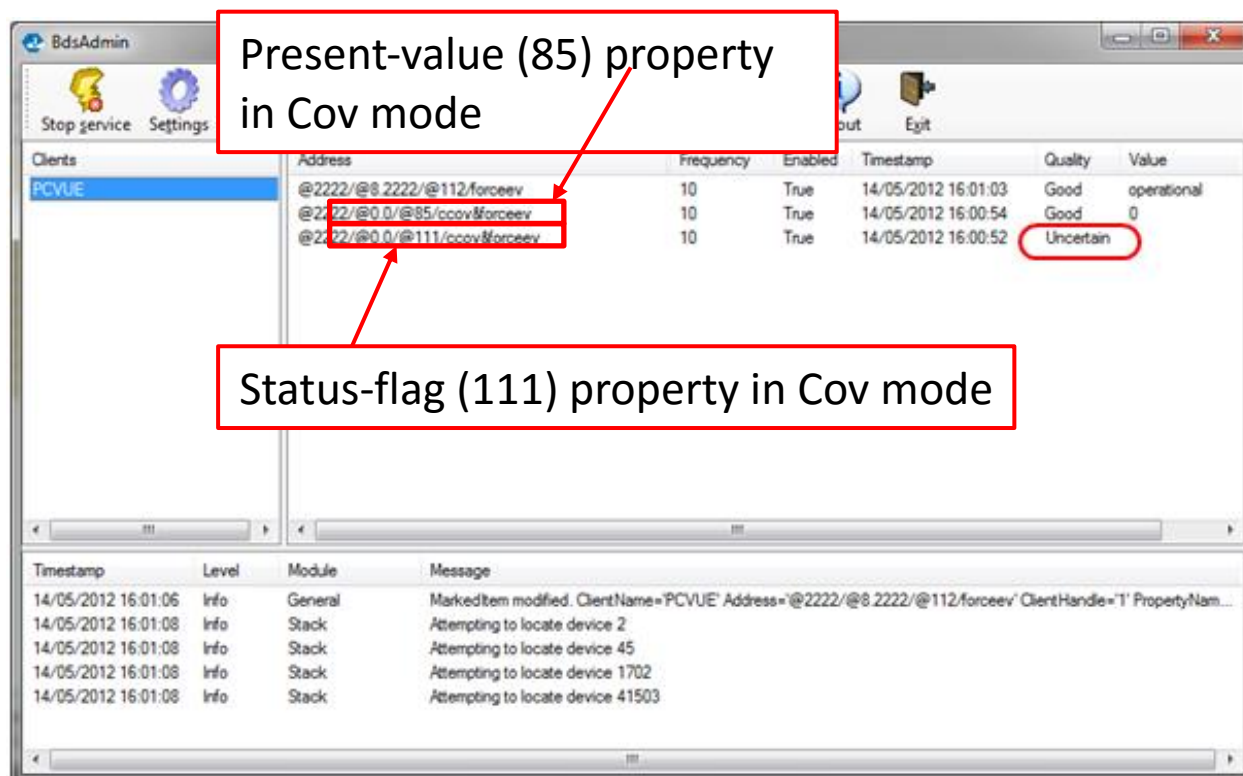 BdsAdmin
Present-value (85) property
in Cov mode
Stop service Settings out Exit
Clients Address Frequency Enabled Timestamp Quality Value
PCVUE @2222/@8.2222/@112/forceev 10 True 14/05/2012 16:01:03 Good operational
@2222/@0.0/@85/ccov&forceev 10 True 14/05/2012 16:00:54 Good 0
@2222/@0.0/@111/ccov&forceev 10 True 14/05/2012 16:00:52 Uncertain
Status-flag (111) property in Cov mode
Timestamp Level Module Message
14/05/2012 16:01:06 Info General MarkedItem modified. ClientName='PCVUE' Address='@2222/@8.2222/@112/forceev' ClientHandle='1' PropertyNam...
14/05/2012 16:01:08 Info Stack Attempting to locate device 2
14/05/2012 16:01:08 Info Stack Attempting to locate device 45
14/05/2012 16:01:08 Info Stack Attempting to locate device 1702
14/05/2012 16:01:08 Info Stack Attempting to locate device 41503